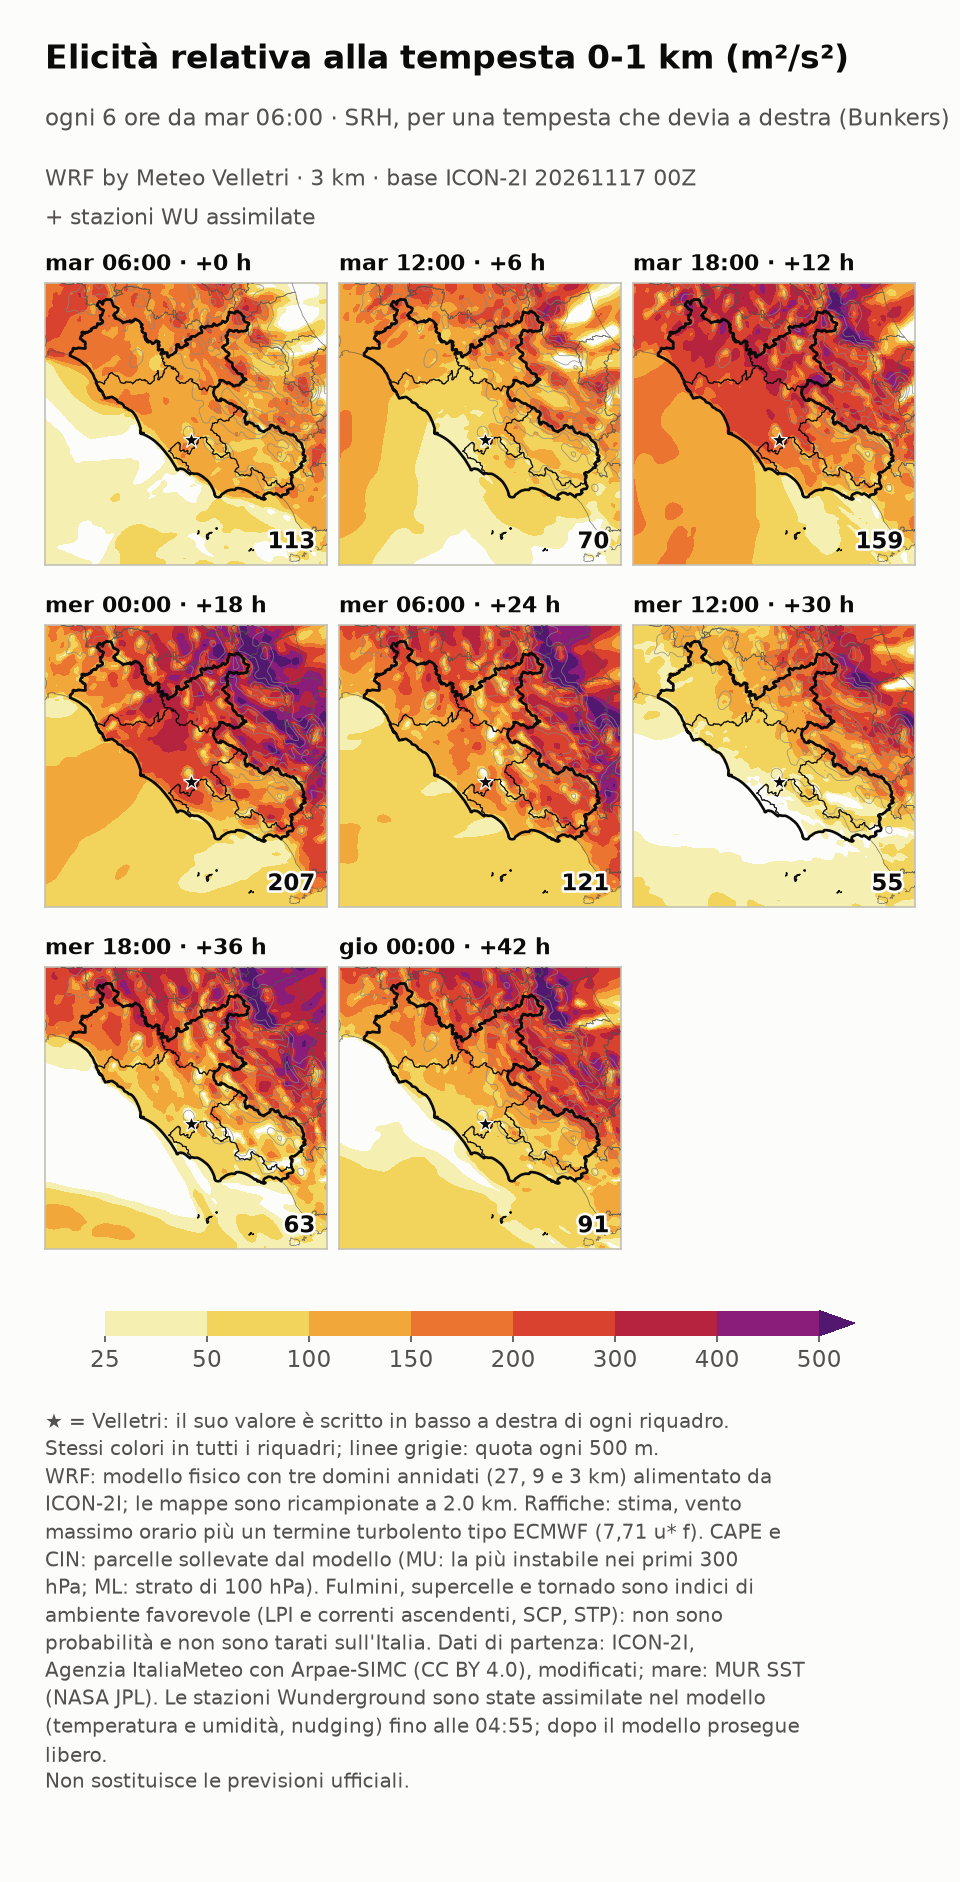 Elicità relativa alla tempesta 0-1 km (m²/s²)
ogni 6 ore da mar 06:00 · SRH, per una tempesta che devia a destra (Bunkers)
WRF by Meteo Velletri · 3 km · base ICON-2I 20261117 00Z
+ stazioni WU assimilate
mar 06:00 · +0 h
mar 12:00 · +6 h
mar 18:00 · +12 h
113
70
159
mer 00:00 · +18 h
mer 06:00 · +24 h
mer 12:00 · +30 h
207
121
55
mer 18:00 · +36 h
gio 00:00 · +42 h
63
91
25 50 100 150 200 300 400 500
★ = Velletri: il suo valore è scritto in basso a destra di ogni riquadro.
Stessi colori in tutti i riquadri; linee grigie: quota ogni 500 m.
WRF: modello fisico con tre domini annidati (27, 9 e 3 km) alimentato da
ICON-2I; le mappe sono ricampionate a 2.0 km. Raffiche: stima, vento
massimo orario più un termine turbolento tipo ECMWF (7,71 u* f). CAPE e
CIN: parcelle sollevate dal modello (MU: la più instabile nei primi 300
hPa; ML: strato di 100 hPa). Fulmini, supercelle e tornado sono indici di
ambiente favorevole (LPI e correnti ascendenti, SCP, STP): non sono
probabilità e non sono tarati sull'Italia. Dati di partenza: ICON-2I,
Agenzia ItaliaMeteo con Arpae-SIMC (CC BY 4.0), modificati; mare: MUR SST
(NASA JPL). Le stazioni Wunderground sono state assimilate nel modello
(temperatura e umidità, nudging) fino alle 04:55; dopo il modello prosegue
libero.
Non sostituisce le previsioni ufficiali.